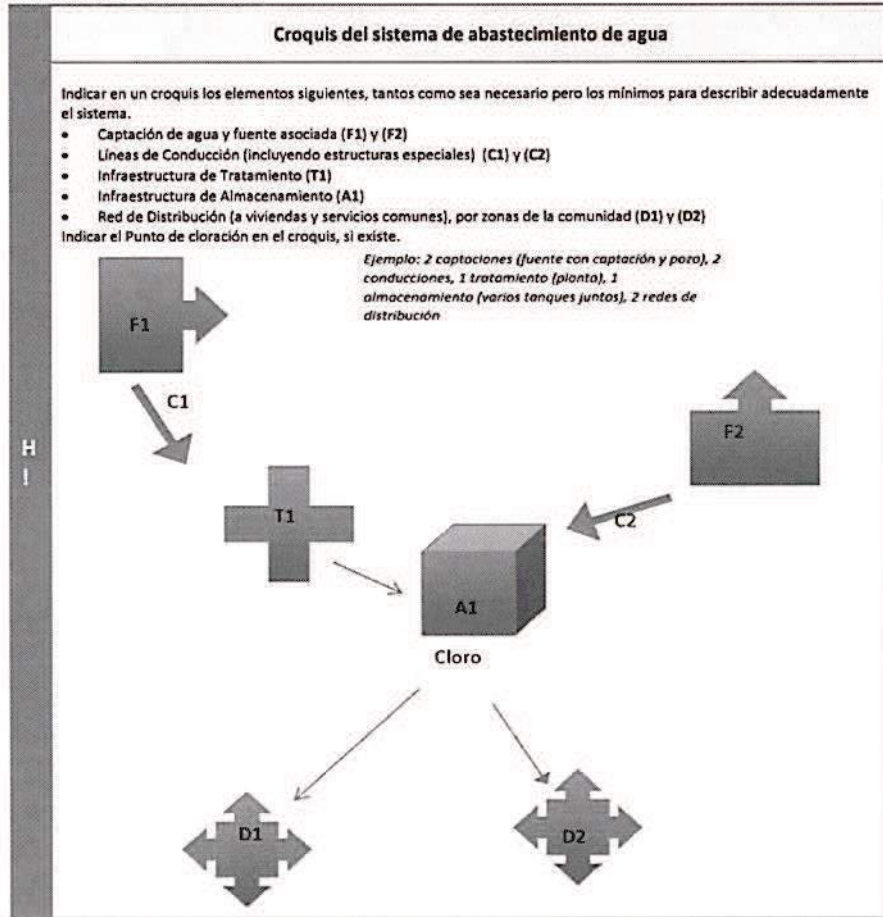 Croquis del sistema de abastecimiento de agua
Indicar en un croquis los elementos siguientes, tantos como sea necesario pero los mínimos para describir adecuadamente
el sistema.
• Captación de agua y fuente asociada (F1) y (F2)
• Líneas de Conducción (incluyendo estructuras especiales) (C1) y (C2)
• Infraestructura de Tratamiento (T1)
• Infraestructura de Almacenamiento (A1)
• Red de Distribución (a viviendas y servicios comunes), por zonas de la comunidad (D1) y (D2)
Indicar el Punto de cloración en el croquis, si existe.
Ejemplo: 2 captaciones (fuente con captación y pozo), 2
conducciones, 1 tratamiento (planta), 1
almacenamiento (varios tanques juntos), 2 redes de
distribución
F1
C1
F2
H
I
T1
C2
A1
Cloro
D1
D2